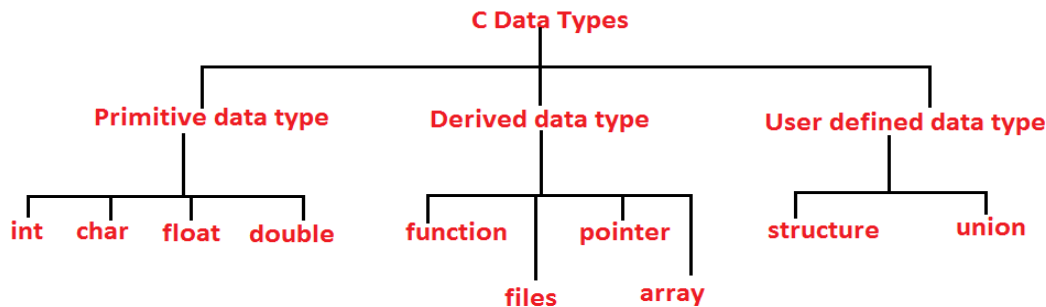 C Data Types
Primitive data type
Derived data type
User defined data type
int char float double
function pointer
structure union
files array